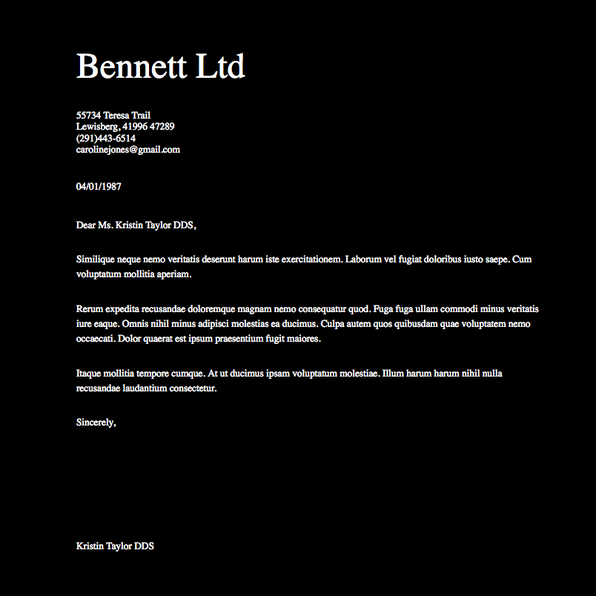 Bennett Ltd
55734 Teresa Trail
Lewisberg, 41996 47289
(291)443-6514
carolinejones@gmail.com
04/01/1987
Dear Ms. Kristin Taylor DDS,
Similique neque nemo veritatis deserunt harum iste exercitationem. Laborum vel fugiat doloribus iusto saepe. Cum
voluptatum mollitia aperiam.
Rerum expedita recusandae doloremque magnam nemo consequatur quod. Fuga fuga ullam commodi minus veritatis
iure eaque. Omnis nihil minus adipisci molestias ea ducimus. Culpa autem quos quibusdam quae voluptatem nemo
occaecati. Dolor quaerat est ipsum praesentium fugit maiores.
Itaque mollitia tempore cumque. At ut ducimus ipsam voluptatum molestiae. Illum harum harum nihil nulla
recusandae laudantium consectetur.
Sincerely,
Kristin Taylor DDS